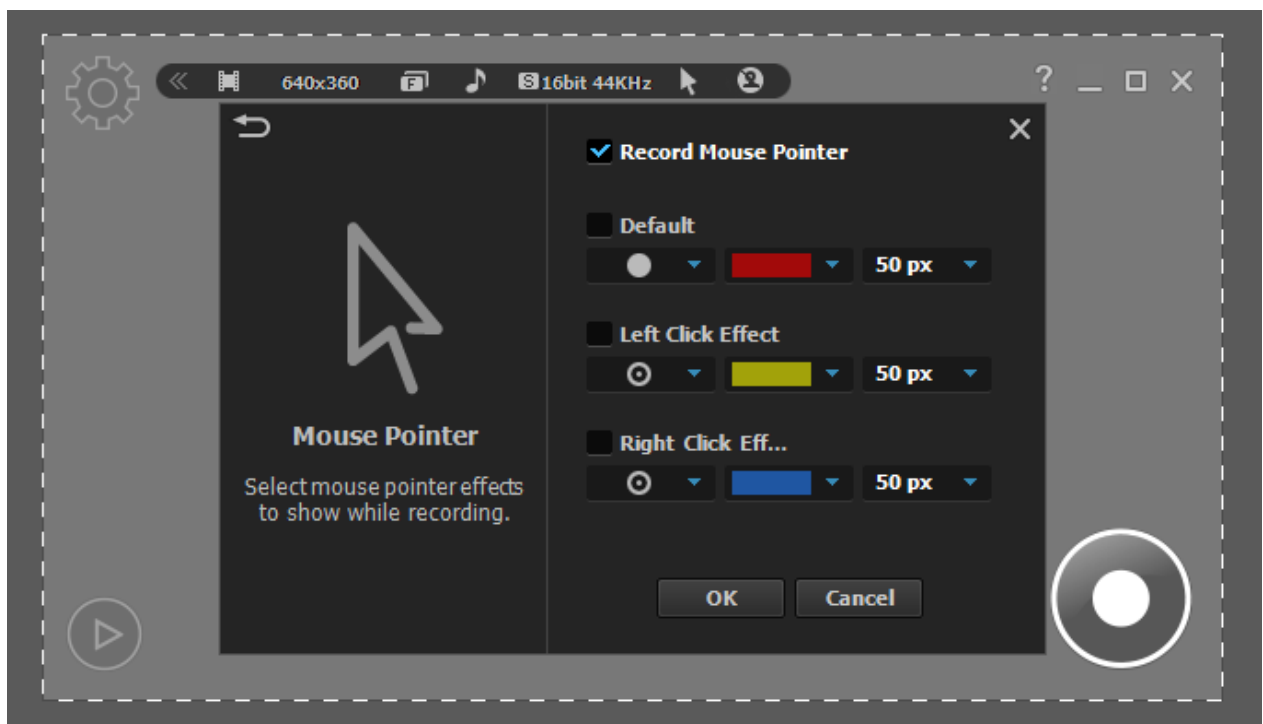 640x360 F S 16bit 44KHz ?
Record Mouse Pointer
Default
50 px
Left Click Effect
50 px
Right Click Eff...
50 px
Mouse Pointer
Select mouse pointer effects
to show while recording.
OK Cancel